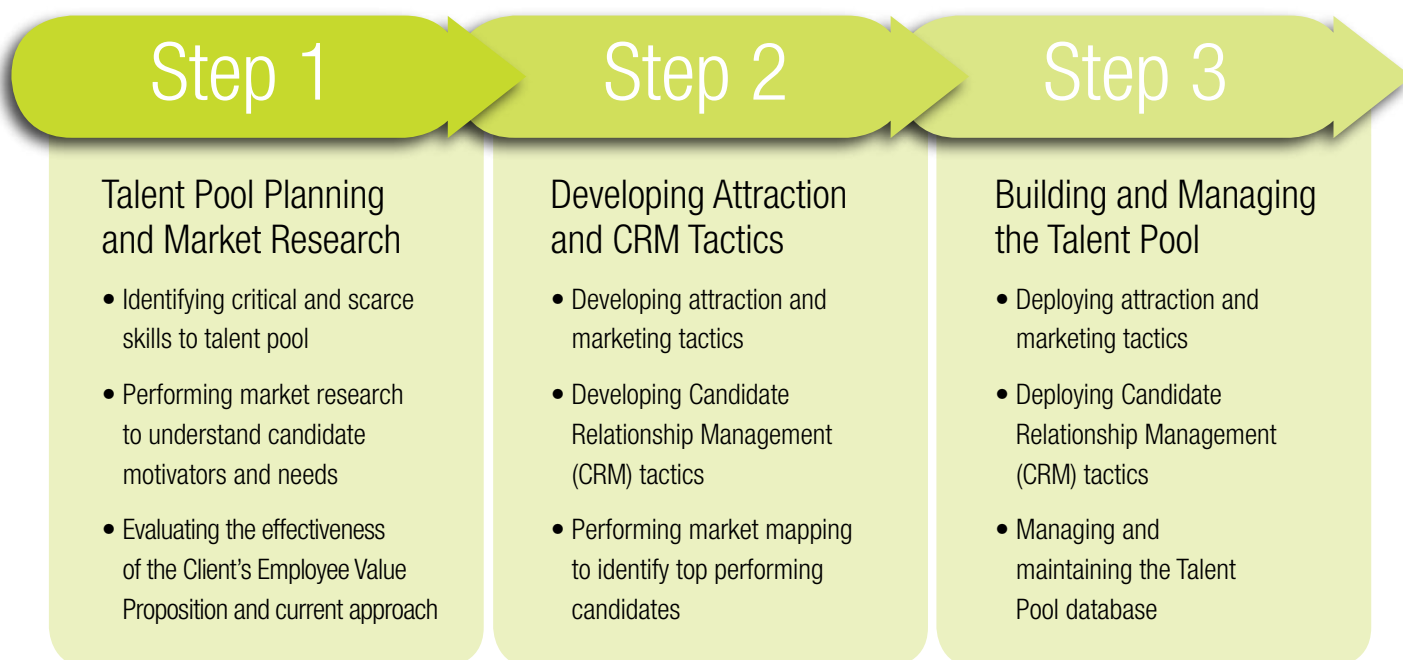 Step 1
Talent Pool Planning
and Market Research
• Identifying critical and scarce
skills to talent pool
• Performing market research
to understand candidate
motivators and needs
• Evaluating the effectiveness
of the Client’s Employee Value
Proposition and current approach
Step 2
Developing Attraction
and CRM Tactics
• Developing attraction and
marketing tactics
• Developing Candidate
Relationship Management
(CRM) tactics
• Performing market mapping
to identify top performing
candidates
Step 3
Building and Managing
the Talent Pool
• Deploying attraction and
marketing tactics
• Deploying Candidate
Relationship Management
(CRM) tactics
• Managing and
maintaining the Talent
Pool database